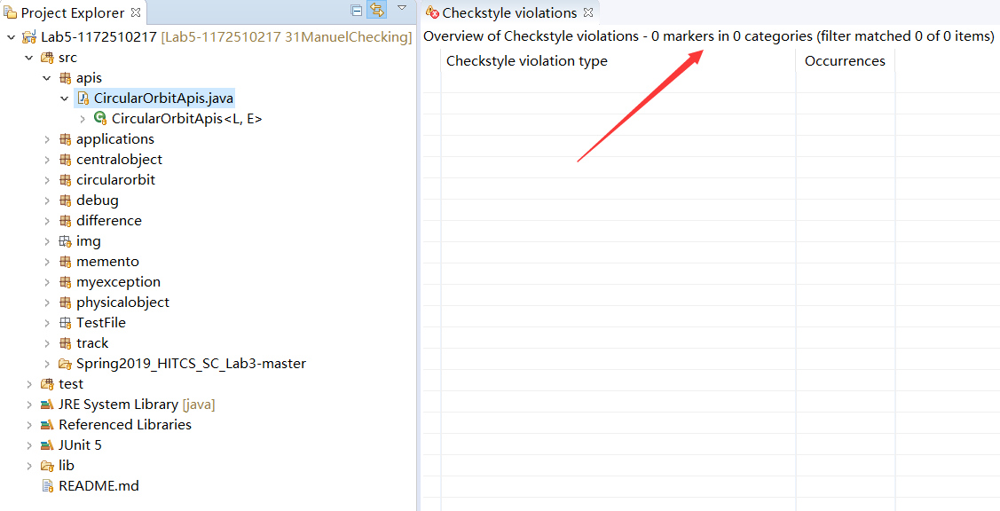 Project Explorer
Lab5-1172510217 [Lab5-1172510217 31ManuelChecking]
src
apis
CircularOrbitApis.java
CircularOrbitApis<L, E>
applications
centralobject
circularorbit
debug
difference
img
memento
myexception
physicalobject
TestFile
track
Spring2019_HITCS_SC_Lab3-master
test
JRE System Library [java]
Referenced Libraries
JUnit 5
lib
README.md
Checkstyle violations
Overview of Checkstyle violations - 0 markers in 0 categories (filter matched 0 of 0 items)
Checkstyle violation type
Occurrences